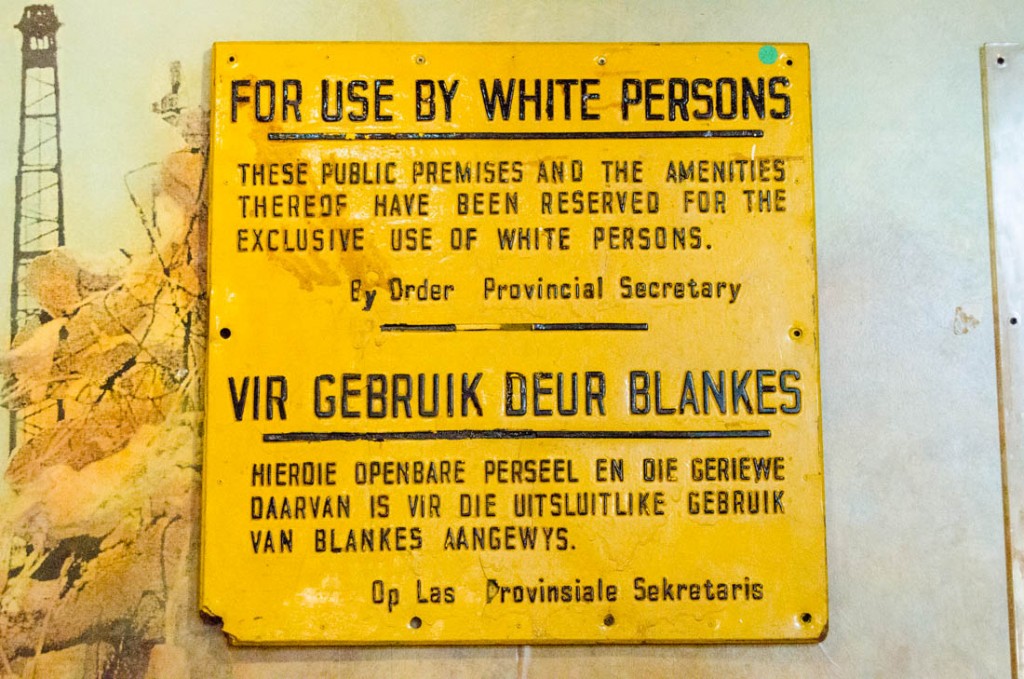 FOR USE BY WHITE PERSONS
THESE PUBLIC PREMISES AND THE AMENITIES
THEREOF HAVE BEEN RESERVED FOR THE
EXCLUSIVE USE OF WHITE PERSONS.
By Order Provincial Secretary
VIR GEBRUIK DEUR BLANKES
HIERDIE OPENBARE PERSEEL EN DIE GERIEWE
DAARVAN IS VIR DIE UITSLUITLIKE GEBRUIK
VAN BLANKES AANGEWYS.
Op Las Provinsiale Sekretaris